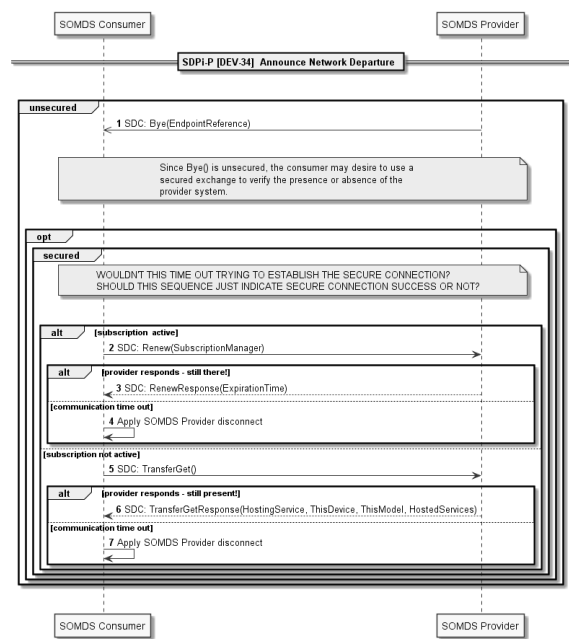 SOMDS Consumer
SOMDS Provider
SDPi-P [DEV-34] Announce Network Departure
unsecured
1 SDC: Bye(EndpointReference)
Since Bye() is unsecured, the consumer may desire to use a
secured exchange to verify the presence or absence of the
provider system.
opt
secured
WOULDN'T THIS TIME OUT TRYING TO ESTABLISH THE SECURE CONNECTION?
SHOULD THIS SEQUENCE JUST INDICATE SECURE CONNECTION SUCCESS OR NOT?
alt [subscription active]
2 SDC: Renew(SubscriptionManager)
alt [provider responds - still there!]
3 SDC: RenewResponse(ExpirationTime)
[communication time out]
4 Apply SOMDS Provider disconnect
[subscription not active]
5 SDC: TransferGet()
alt [provider responds - still present!]
6 SDC: TransferGetResponse(HostingService, ThisDevice, ThisModel, HostedServices)
[communication time out]
7 Apply SOMDS Provider disconnect
SOMDS Consumer
SOMDS Provider